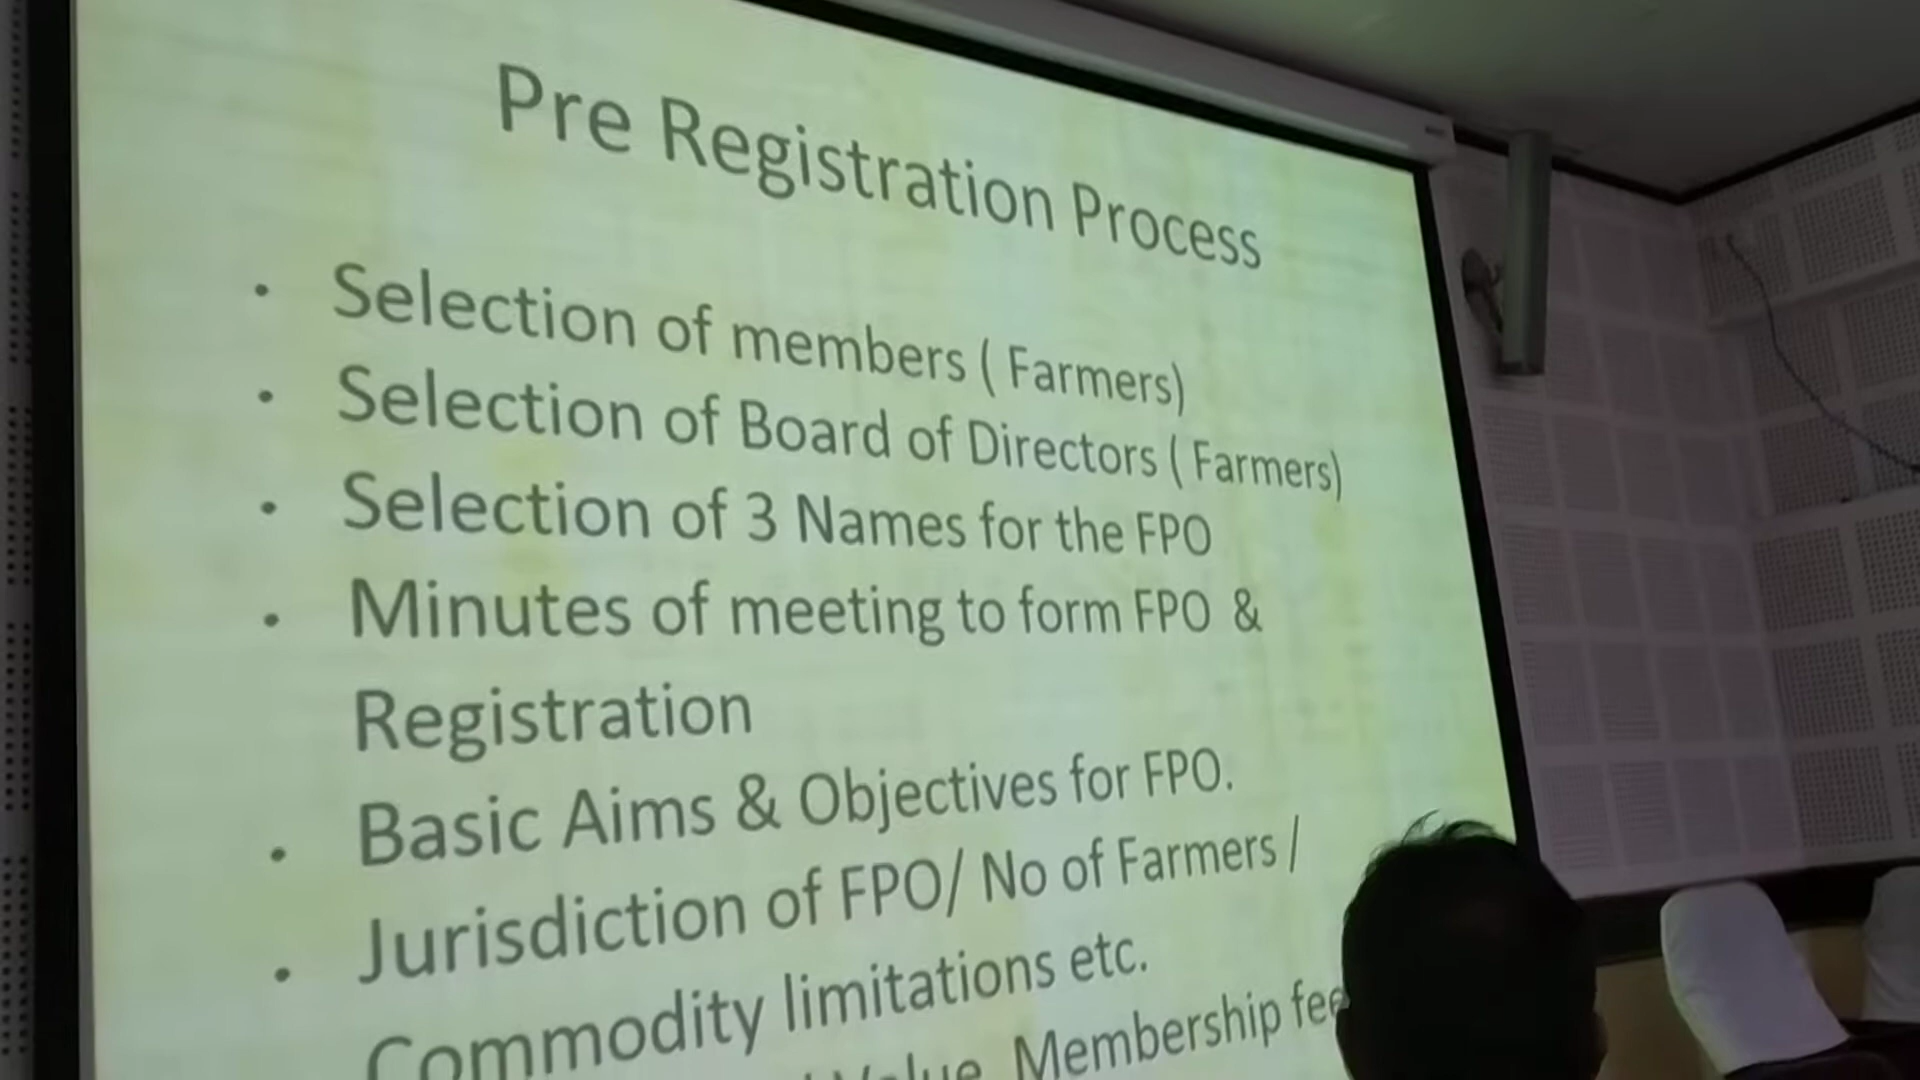 Pre Registration Process
• Selection of members ( Farmers)
• Selection of Board of Directors ( Farmers)
• Selection of 3 Names for the FPO
• Minutes of meeting to form FPO &
Registration
• Basic Aims & Objectives for FPO.
• Jurisdiction of FPO/ No of Farmers /
Commodity limitations etc.
Value Membership fee